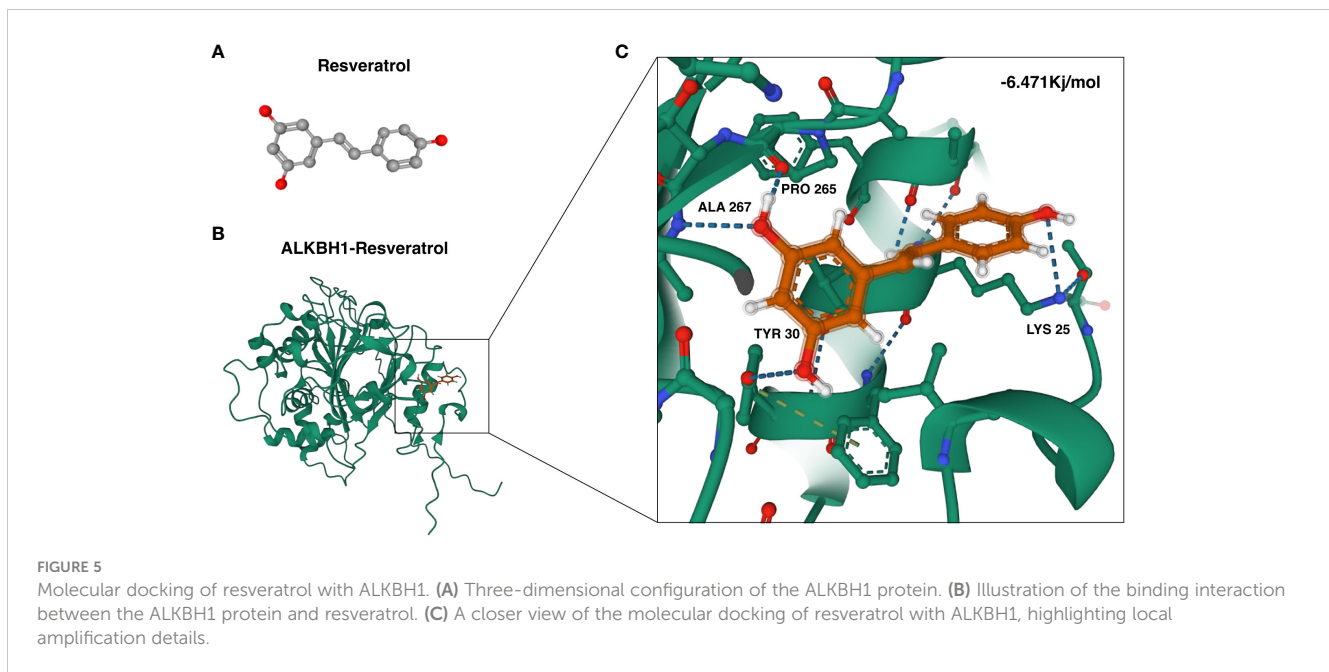 A
Resveratrol
B
ALKBH1-Resveratrol
C
-6.471Kj/mol
PRO 265
ALA 267
TYR 30
LYS 25
FIGURE 5
Molecular docking of resveratrol with ALKBH1. (A) Three-dimensional configuration of the ALKBH1 protein. (B) Illustration of the binding interaction
between the ALKBH1 protein and resveratrol. (C) A closer view of the molecular docking of resveratrol with ALKBH1, highlighting local
amplification details.